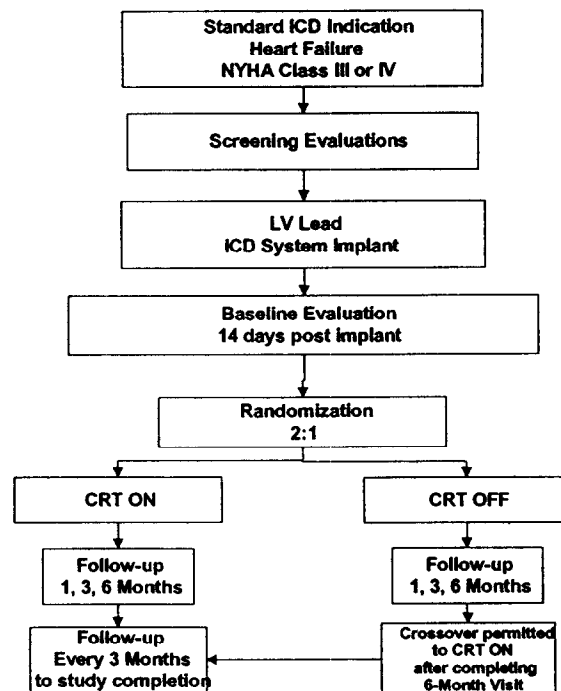 Standard ICD Indication
Heart Failure
NYHA Class III or IV
Screening Evaluations
LV Lead
ICD System Implant
Baseline Evaluation
14 days post implant
Randomization
2:1
CRT ON
CRT OFF
Follow-up
1, 3, 6 Months
Follow-up
1, 3, 6 Months
Follow-up
Every 3 Months
to study completion
Crossover permitted
to CRT ON
after completing
6-Month Visit